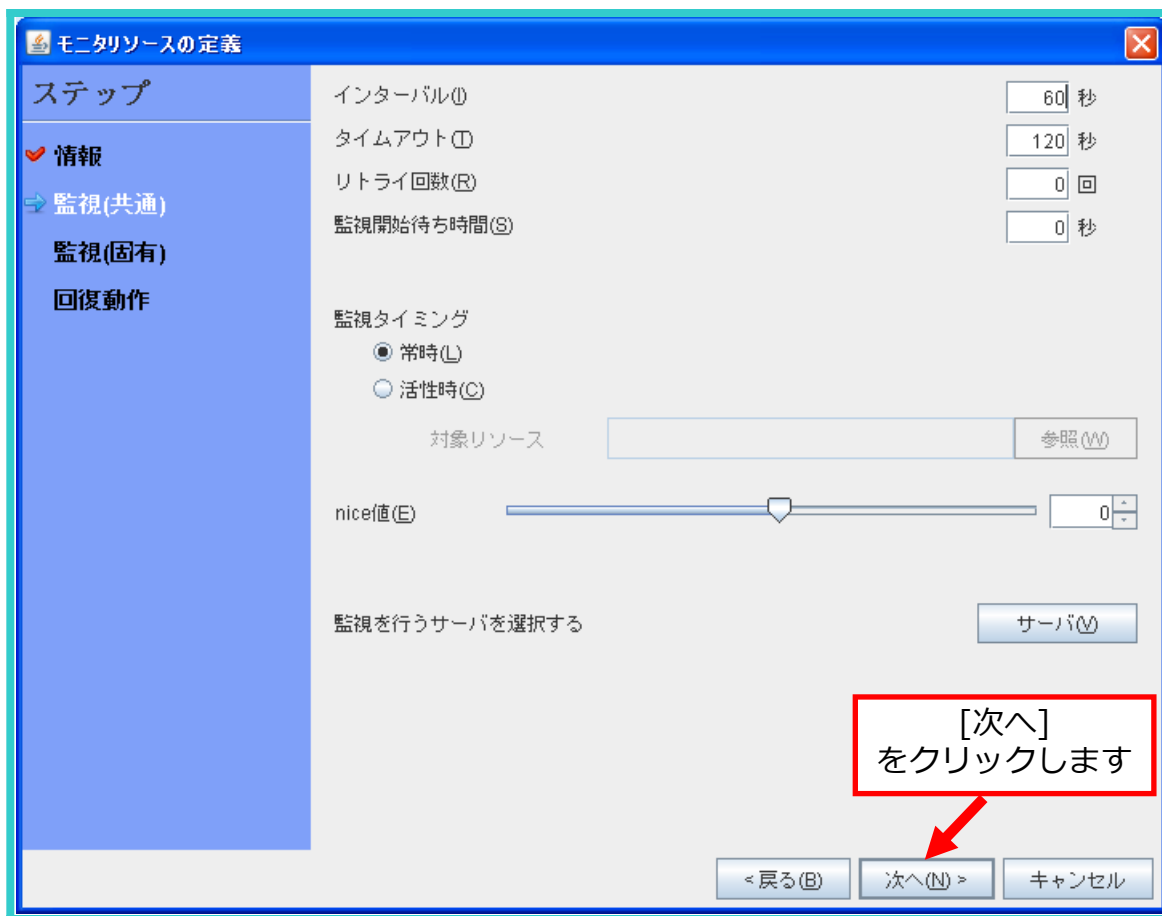 モニタリソースの定義
ステップ
情報
監視(共通)
監視(固有)
回復動作
インターバル(I) 60 秒
タイムアウト(T) 120 秒
リトライ回数(R) 0 回
監視開始待ち時間(S) 0 秒
監視タイミング
常時(L)
活性時(C)
対象リソース 参照(W)
nice値(E) 0
監視を行うサーバを選択する サーバ(V)
[次へ]
をクリックします
<戻る(B) 次へ(N) > キャンセル